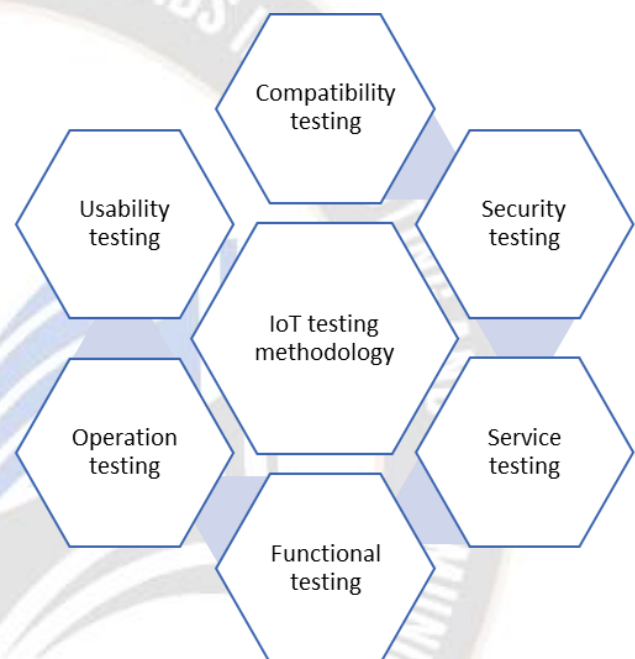 Compatibility
testing
Usability
testing
Security
testing
IoT testing
methodology
Operation
testing
Service
testing
Functional
testing